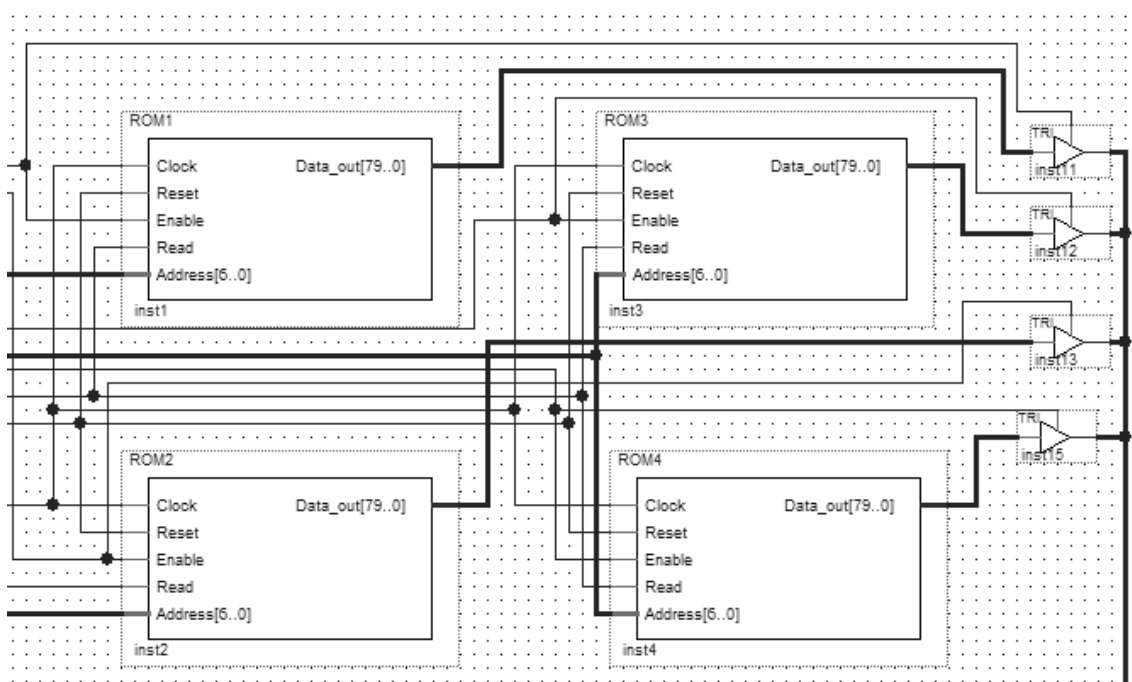 ROM1
Clock Data_out[79..0]
Reset
Enable
Read
Address[6..0]
inst1
ROM3
Clock Data_out[79..0]
Reset
Enable
Read
Address[6..0]
inst3
TRI
inst11
TRI
inst12
TRI
inst13
TRI
inst15
ROM2
Clock Data_out[79..0]
Reset
Enable
Read
Address[6..0]
inst2
ROM4
Clock Data_out[79..0]
Reset
Enable
Read
Address[6..0]
inst4